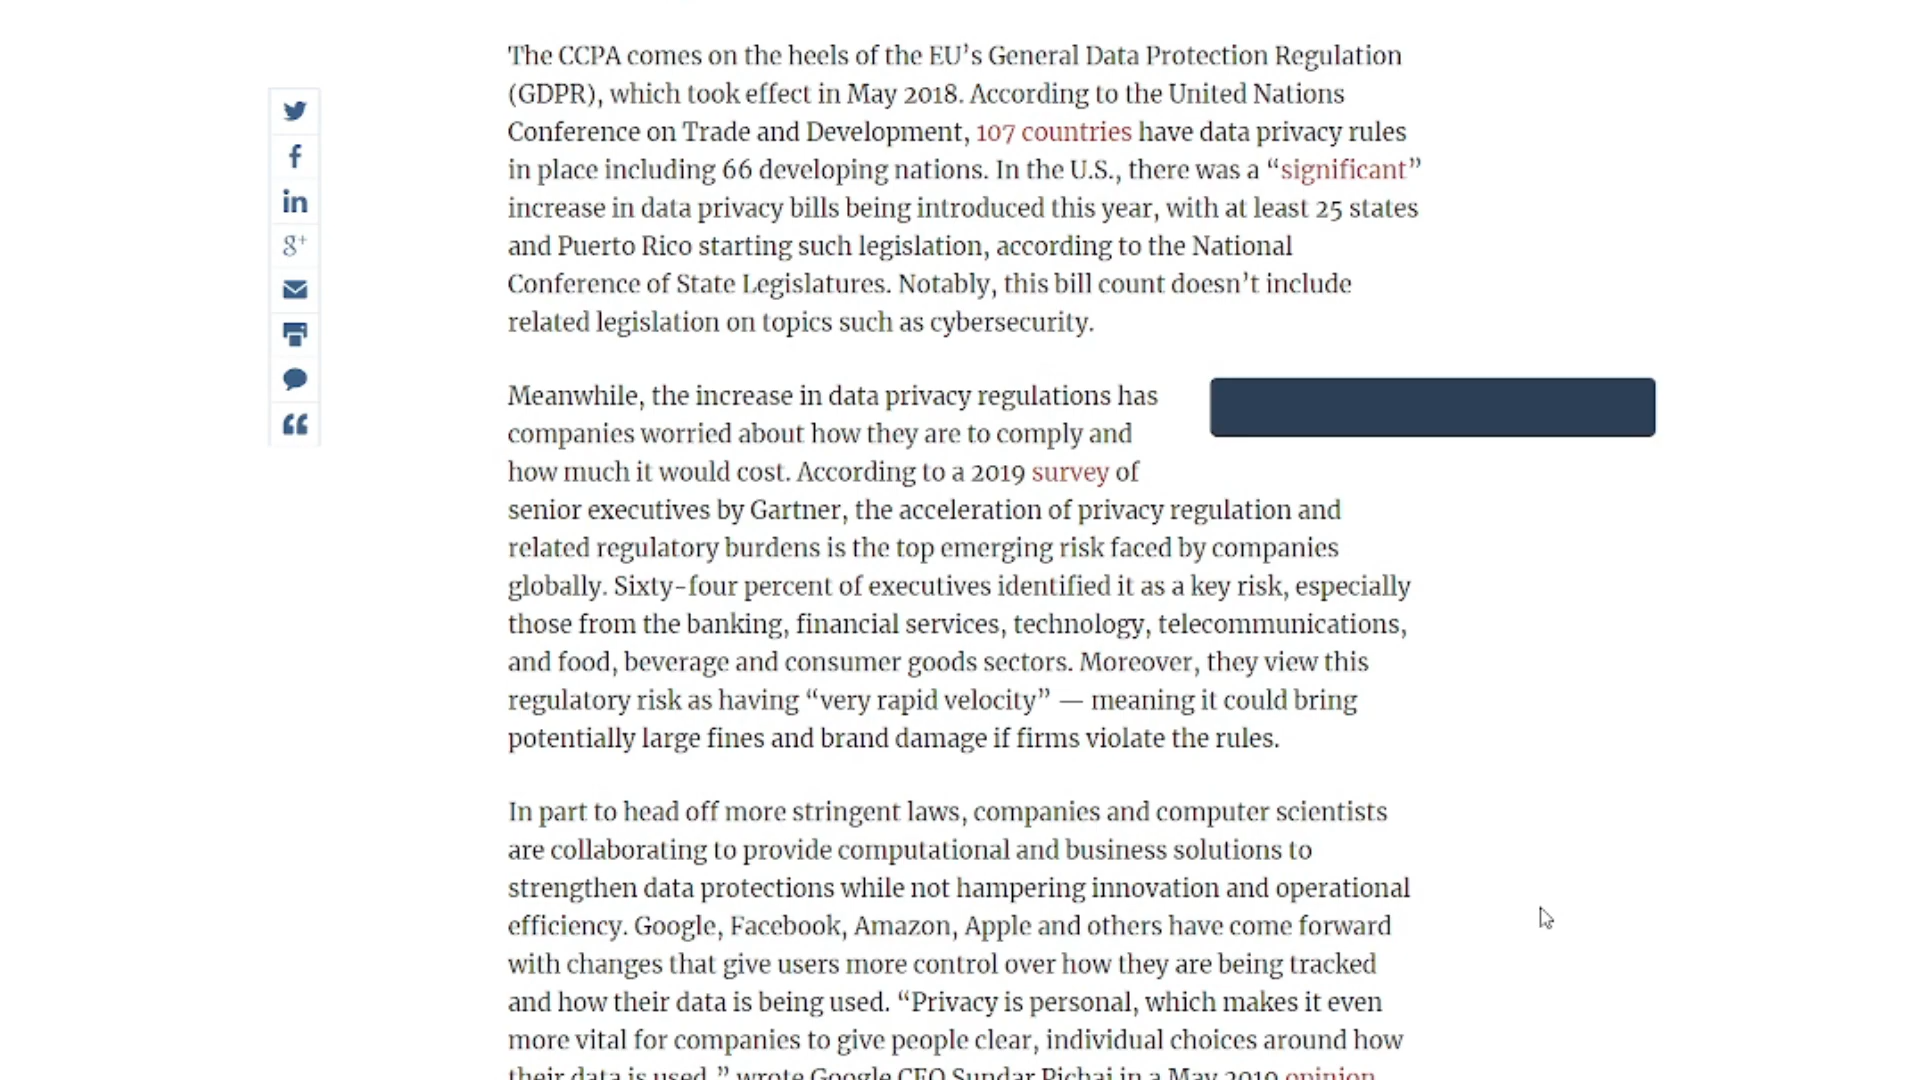 The CCPA comes on the heels of the EU’s General Data Protection Regulation
(GDPR), which took effect in May 2018. According to the United Nations
Conference on Trade and Development, 107 countries have data privacy rules
in place including 66 developing nations. In the U.S., there was a “significant”
increase in data privacy bills being introduced this year, with at least 25 states
and Puerto Rico starting such legislation, according to the National
Conference of State Legislatures. Notably, this bill count doesn’t include
related legislation on topics such as cybersecurity.
Meanwhile, the increase in data privacy regulations has
companies worried about how they are to comply and
how much it would cost. According to a 2019 survey of
senior executives by Gartner, the acceleration of privacy regulation and
related regulatory burdens is the top emerging risk faced by companies
globally. Sixty-four percent of executives identified it as a key risk, especially
those from the banking, financial services, technology, telecommunications,
and food, beverage and consumer goods sectors. Moreover, they view this
regulatory risk as having “very rapid velocity” — meaning it could bring
potentially large fines and brand damage if firms violate the rules.
In part to head off more stringent laws, companies and computer scientists
are collaborating to provide computational and business solutions to
strengthen data protections while not hampering innovation and operational
efficiency. Google, Facebook, Amazon, Apple and others have come forward
with changes that give users more control over how they are being tracked
and how their data is being used. “Privacy is personal, which makes it even
more vital for companies to give people clear, individual choices around how
their data is used,” wrote Google CEO Sundar Pichai in a May 2019 opinion